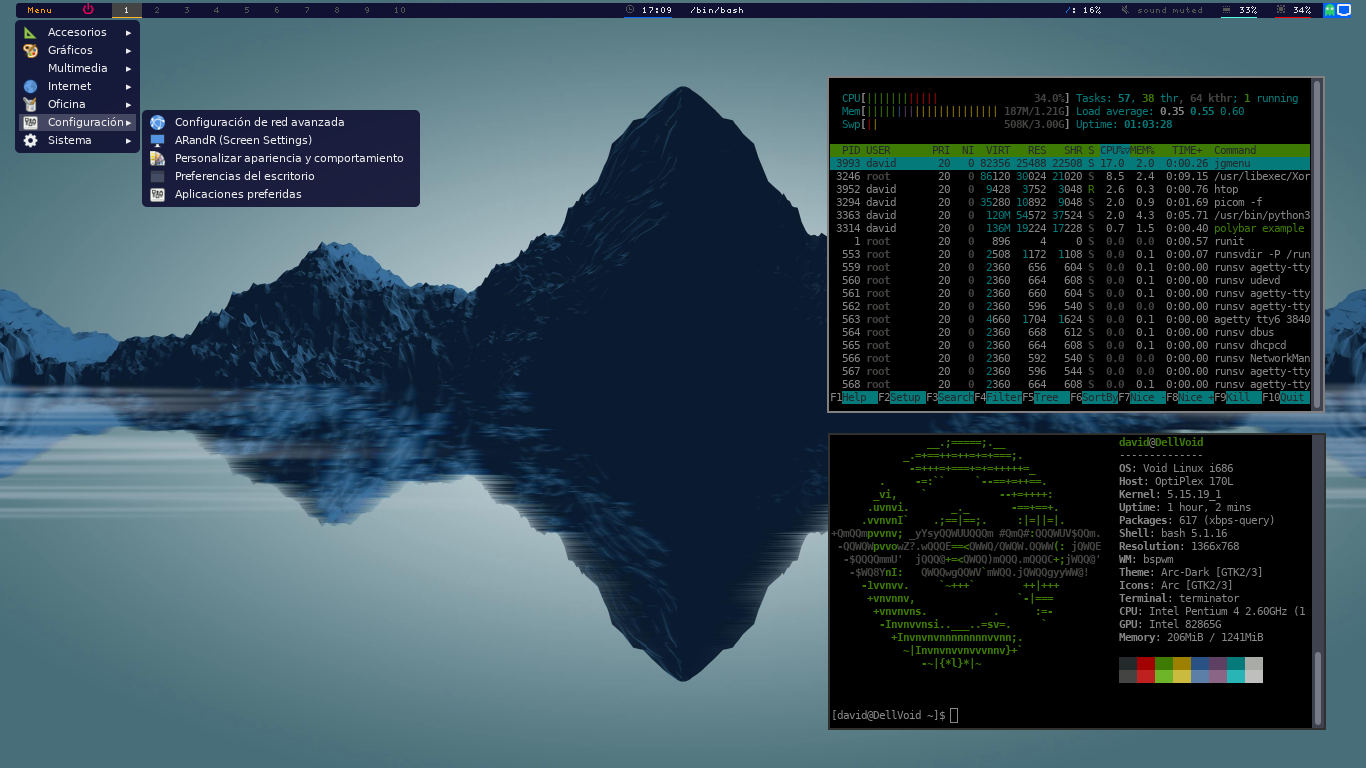 Menu 1 2 3 4 5 6 7 8 9 10 17:09 /bin/bash /: 16% sound muted 33% 34%
Accesorios
Gráficos
Multimedia
Internet
Oficina
Configuración
Sistema
Configuración de red avanzada
ARandR (Screen Settings)
Personalizar apariencia y comportamiento
Preferencias del escritorio
Aplicaciones preferidas
CPU[||||||||||||| 34.0%] Tasks: 57, 38 thr, 64 kthr; 1 running
Mem[|||||||||||||||||||||| 187M/1.21G] Load average: 0.35 0.55 0.60
Swp[|| 508K/3.00G] Uptime: 01:03:28
PID USER PRI NI VIRT RES SHR S CPU%▽MEM% TIME+ Command
3993 david 20 0 82356 25488 22508 S 17.0 2.0 0:00.26 jgmenu
3246 root 20 0 86120 30024 21020 S 8.5 2.4 0:09.15 /usr/libexec/Xor
3952 david 20 0 9428 3752 3048 R 2.6 0.3 0:00.76 htop
3294 david 20 0 35280 10892 9048 S 2.0 0.9 0:01.69 picom -f
3363 david 20 0 120M 54572 37524 S 2.0 4.3 0:05.71 /usr/bin/python3
3314 david 20 0 136M 19224 17228 S 0.7 1.5 0:00.40 polybar example
1 root 20 0 896 4 0 S 0.0 0.0 0:00.57 runit
553 root 20 0 2508 1172 1108 S 0.0 0.1 0:00.07 runsvdir -P /run
559 root 20 0 2360 656 604 S 0.0 0.1 0:00.00 runsv agetty-tty
560 root 20 0 2360 664 608 S 0.0 0.1 0:00.00 runsv udevd
561 root 20 0 2360 660 604 S 0.0 0.1 0:00.00 runsv agetty-tty
562 root 20 0 2360 596 540 S 0.0 0.0 0:00.00 runsv agetty-tty
563 root 20 0 4660 1704 1624 S 0.0 0.1 0:00.00 agetty tty6 3840
564 root 20 0 2360 668 612 S 0.0 0.1 0:00.00 runsv dbus
565 root 20 0 2360 664 608 S 0.0 0.1 0:00.00 runsv dhcpcd
566 root 20 0 2360 592 540 S 0.0 0.0 0:00.00 runsv NetworkMan
567 root 20 0 2360 596 544 S 0.0 0.0 0:00.00 runsv agetty-tty
568 root 20 0 2360 664 608 S 0.0 0.1 0:00.00 runsv agetty-tty
F1Help F2Setup F3SearchF4FilterF5Tree F6SortByF7Nice -F8Nice +F9Kill F10Quit
david@DellVoid
--------------
OS: Void Linux i686
Host: OptiPlex 170L
Kernel: 5.15.19_1
Uptime: 1 hour, 2 mins
Packages: 617 (xbps-query)
Shell: bash 5.1.16
Resolution: 1366x768
WM: bspwm
Theme: Arc-Dark [GTK2/3]
Icons: Arc [GTK2/3]
Terminal: terminator
CPU: Intel Pentium 4 2.60GHz (1
GPU: Intel 82865G
Memory: 206MiB / 1241MiB
[david@DellVoid ~]$